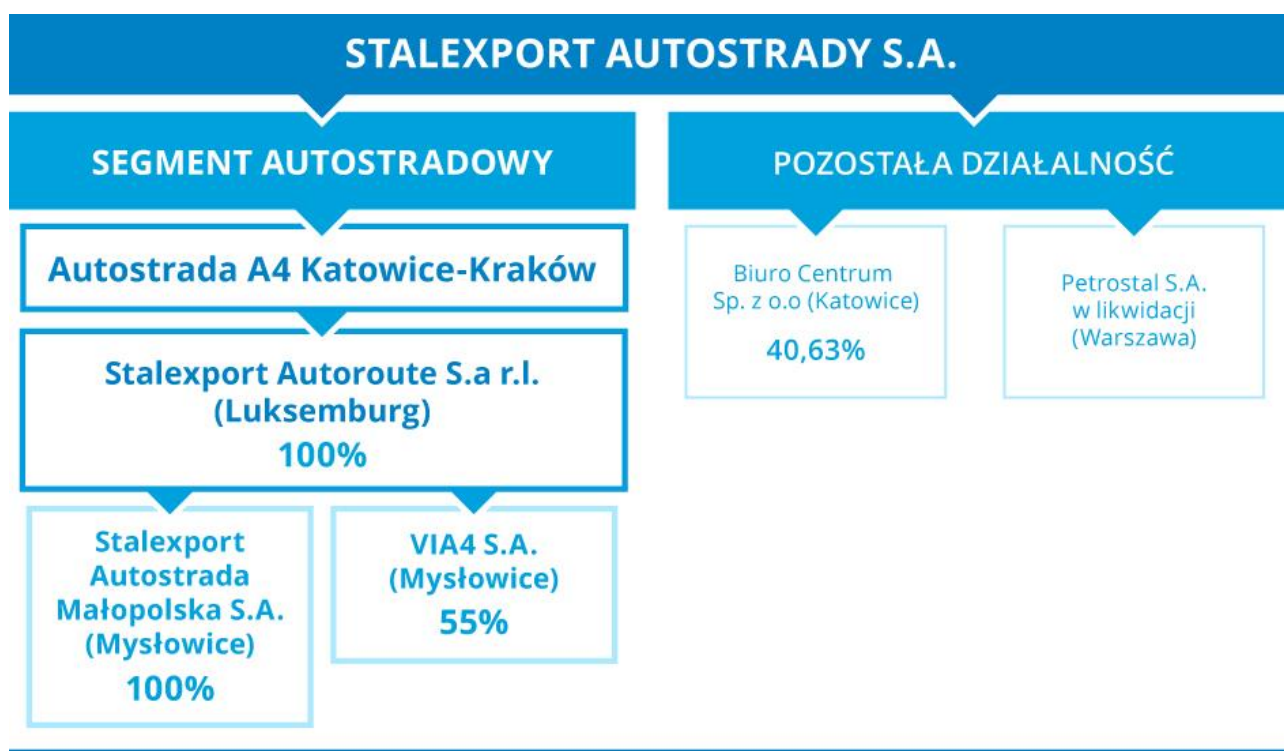 STALEXPORT AUTOSTRADY S.A.
SEGMENT AUTOSTRADOWY
Autostrada A4 Katowice-Kraków
Stalexport Autoroute S.a r.l.
(Luksemburg)
100%
Stalexport
Autostrada
Małopolska S.A.
(Mysłowice)
100%
VIA4 S.A.
(Mysłowice)
55%
POZOSTAŁA DZIAŁALNOŚĆ
Biuro Centrum
Sp. z o.o (Katowice)
40,63%
Petrostal S.A.
w likwidacji
(Warszawa)